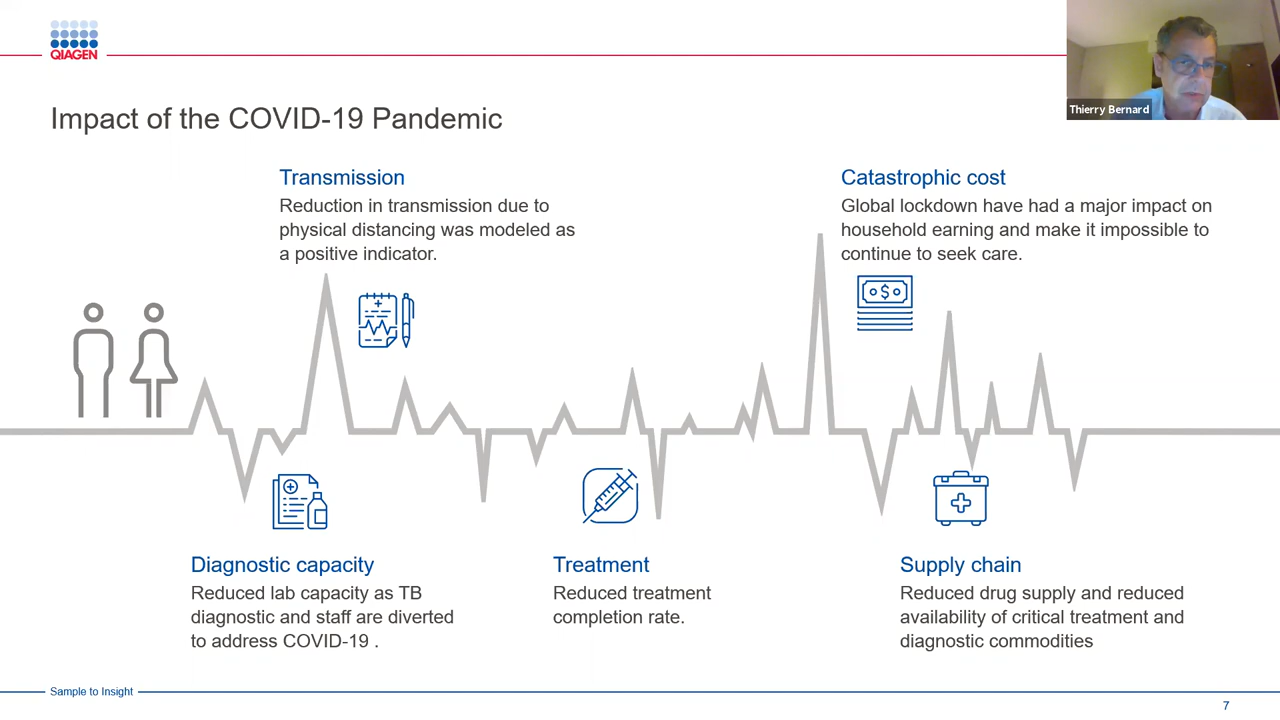 QIAGEN
Thierry Bernard
Impact of the COVID-19 Pandemic
Transmission
Reduction in transmission due to
physical distancing was modeled as
a positive indicator.
Catastrophic cost
Global lockdown have had a major impact on
household earning and make it impossible to
continue to seek care.
$
Diagnostic capacity
Reduced lab capacity as TB
diagnostic and staff are diverted
to address COVID-19 .
Treatment
Reduced treatment
completion rate.
Supply chain
Reduced drug supply and reduced
availability of critical treatment and
diagnostic commodities
Sample to Insight
7